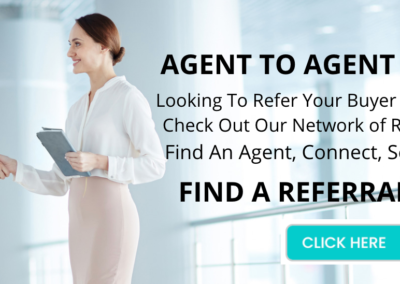 AGENT TO AGENT
Looking To Refer Your Buyer
Check Out Our Network of
Find An Agent, Connect,
FIND A
CLICK HERE